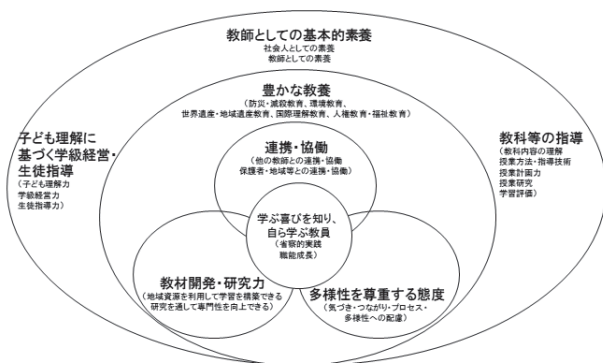 教師としての基本的素養
社会人としての素養
教師としての素養
豊かな教養
（防災・減殺教育、環境教育、
世界遺産・地域遺産教育、国際理解教育、人権教育・福祉教育）
子ども理解に
基づく学級経営・
生徒指導
（子ども理解力
学級経営力
生徒指導力）
連携・協働
（他の教師との連携・協働
保護者・地域等との連携・協働）
教科等の指導
（教科内容の理解
授業方法・指導技術
授業計画力
授業研究
学習評価）
学ぶ喜びを知り、
自ら学ぶ教員
（省察的実践
職能成長）
教材開発・研究力
（地域資源を利用して学習を構築できる
研究を通して専門性を向上できる）
多様性を尊重する態度
（気づき・つながり・プロセス・
多様性への配慮）